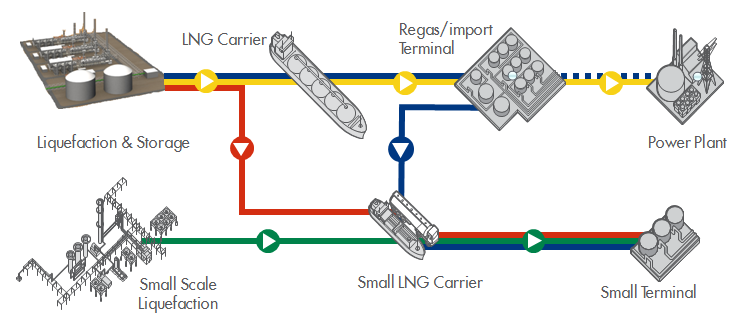 LNG Carrier
Regas/import
Terminal
Liquefaction & Storage
Power Plant
Small Scale
Liquefaction
Small LNG Carrier
Small Terminal